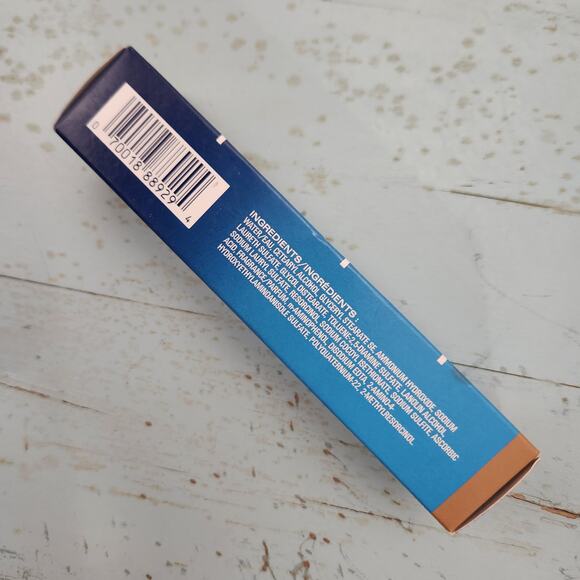 0 70018 88929 4
INGREDIENTS/INGRÉDIENTS :
WATER/EAU, CETEARYL ALCOHOL, GLYCERYL STEARATE SE, AMMONIUM HYDROXIDE, SODIUM
LAURETH SULFATE, GLYCOL DISTEARATE, TOLUENE-2,5-DIAMINE SULFATE, LANOLIN ALCOHOL,
SODIUM LAURYL SULFATE, RESORCINOL, SODIUM COCOYL ISETHIONATE, SODIUM SULFITE, ASCORBIC
ACID, FRAGRANCE/PARFUM, m-AMINOPHENOL, DISODIUM EDTA, 2-AMINO-4-
HYDROXYETHYLAMINOANISOLE SULFATE, POLYQUATERNIUM-22, 2-METHYLRESORCINOL